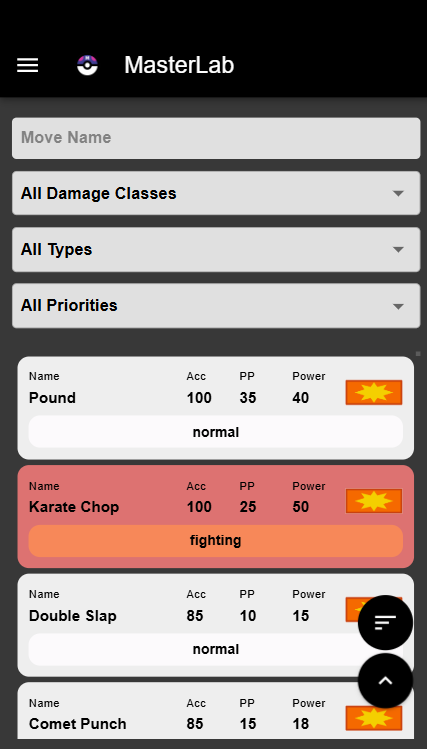 MasterLab
Move Name
All Damage Classes
All Types
All Priorities
Name Acc PP Power
Pound 100 35 40
normal
Name Acc PP Power
Karate Chop 100 25 50
fighting
Name Acc PP Power
Double Slap 85 10 15
normal
Name Acc PP Power
Comet Punch 85 15 18